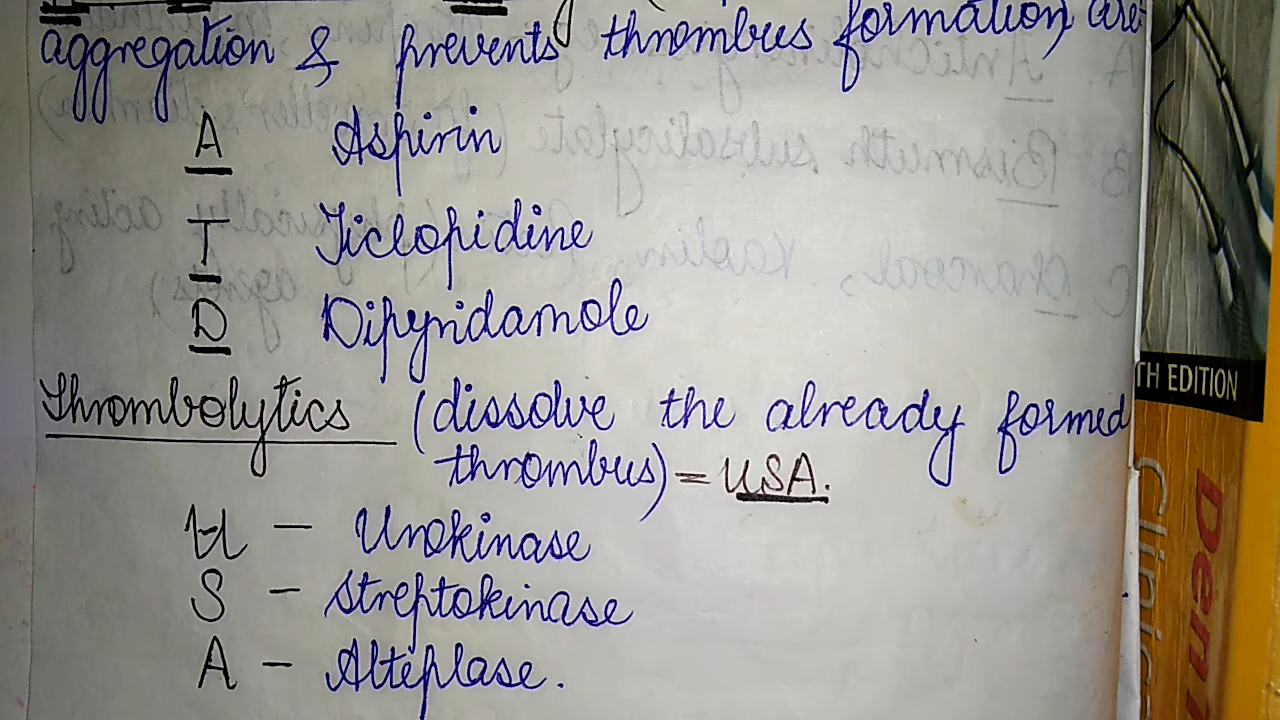 aggregation & prevents thrombus formation) are:
A Aspirin
T Ticlopidine
D Dipyridamole
Thrombolytics (dissolve the already formed
thrombus) = USA.
U - Urokinase
S - Streptokinase
A - Alteplase.
TH EDITION